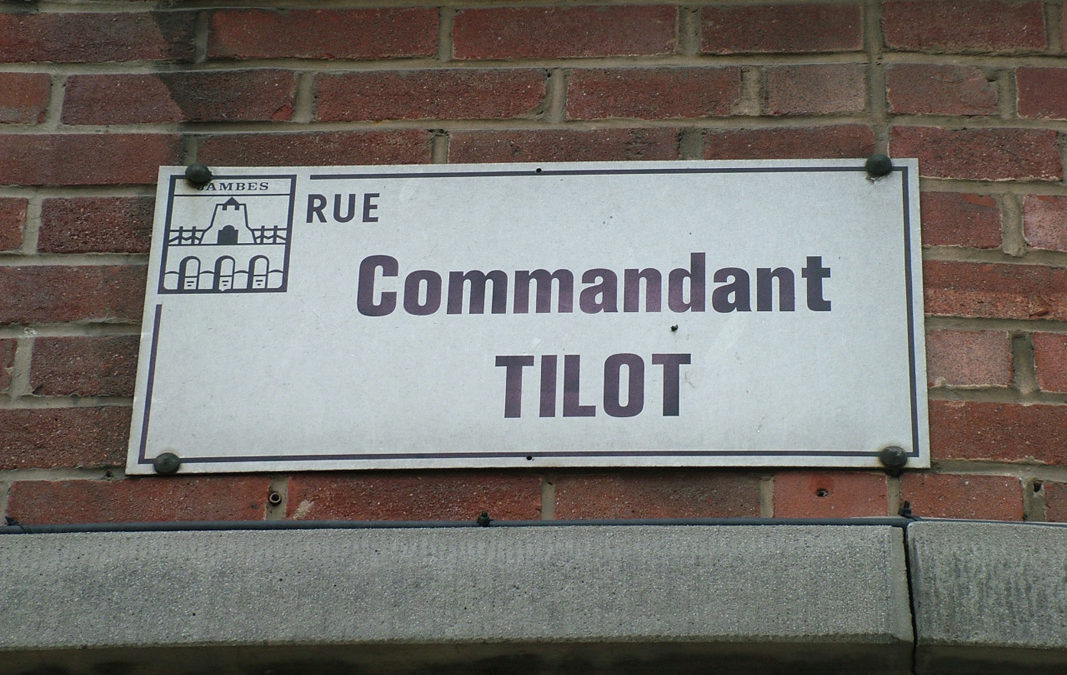 JAMBES
RUE
Commandant
TILOT